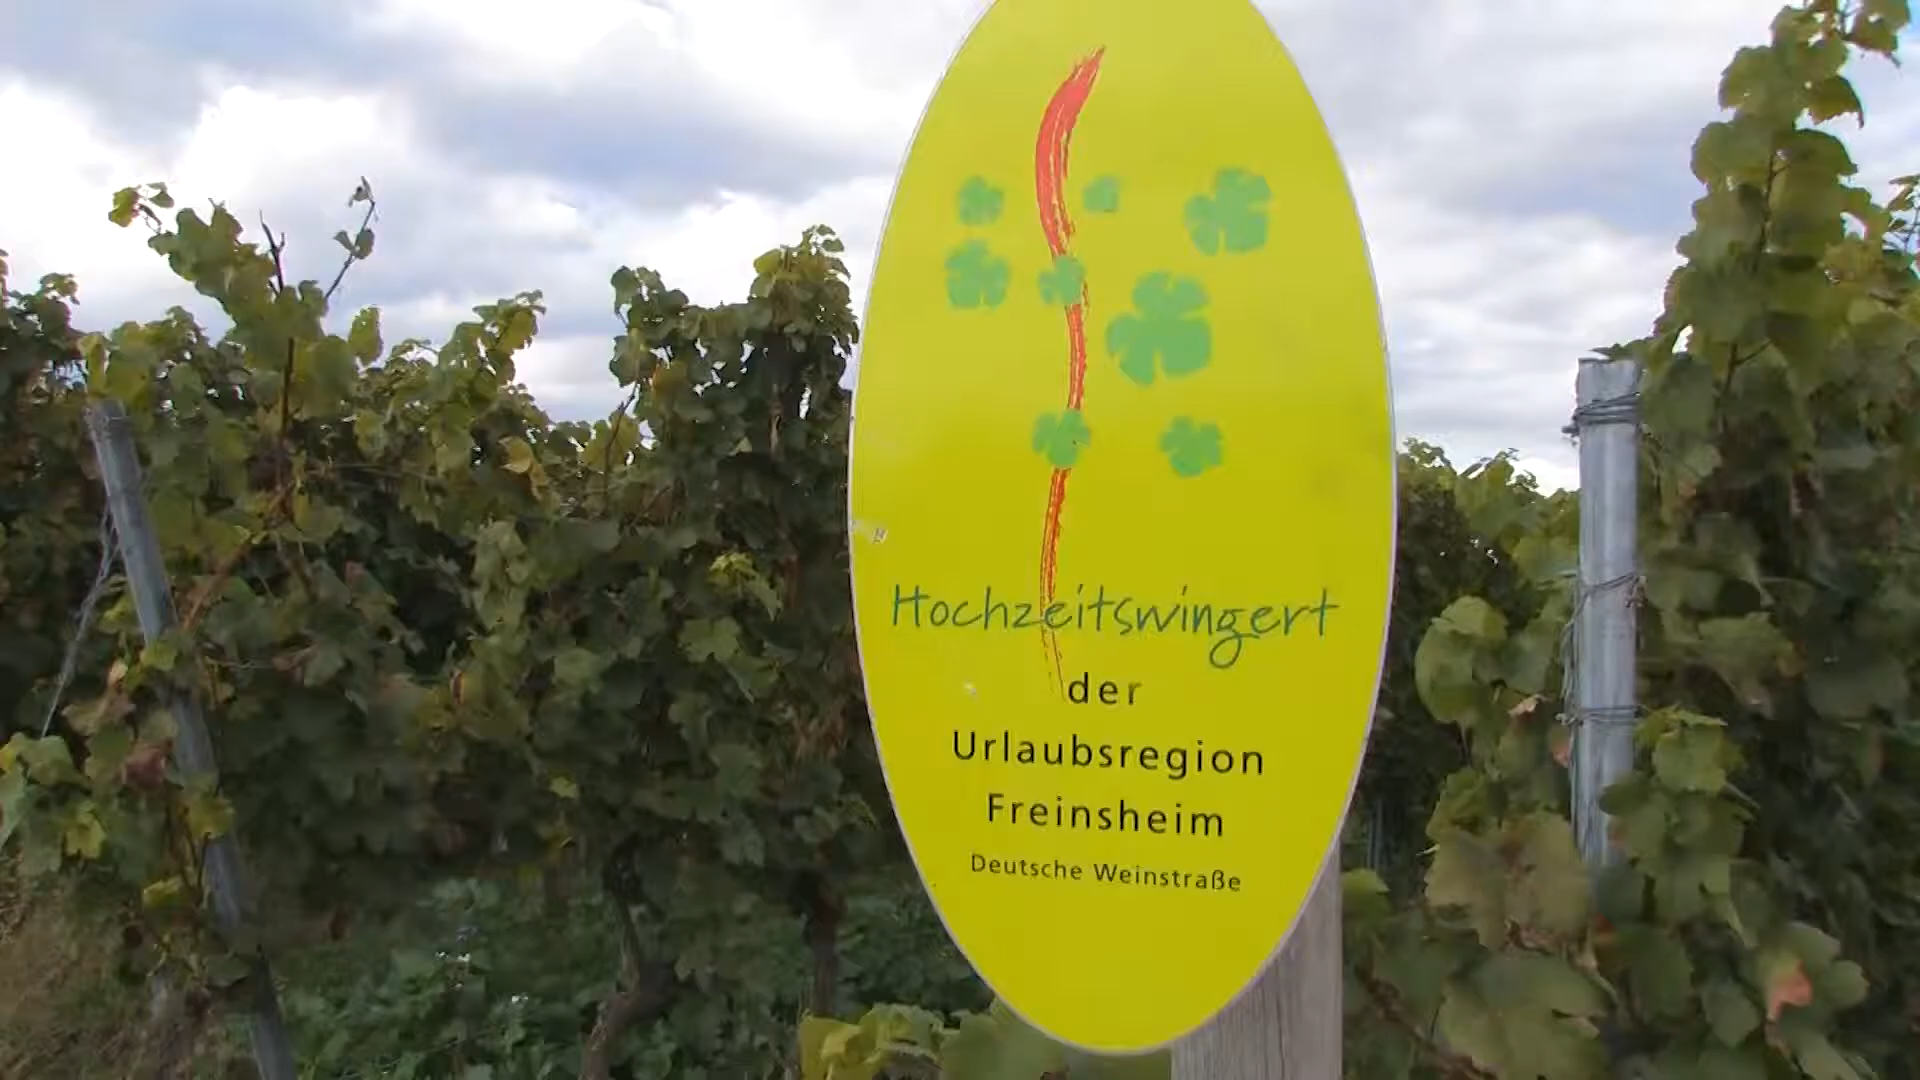 Hochzeitswingert
der
Urlaubsregion
Freinsheim
Deutsche Weinstraße